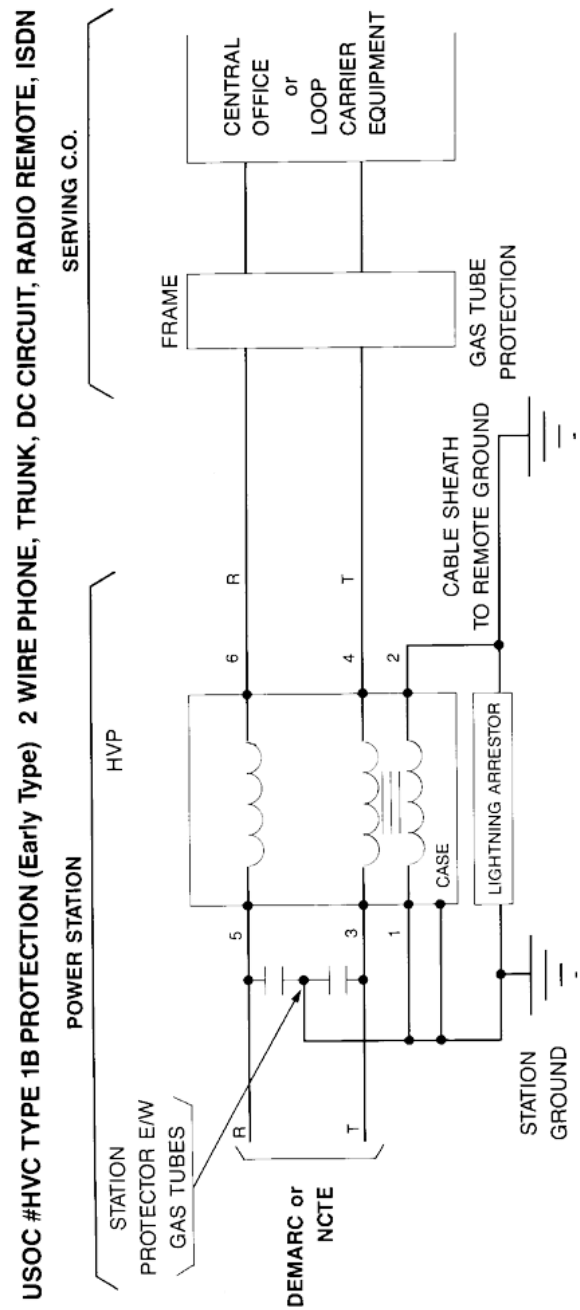 USOC #HVC TYPE 1B PROTECTION (Early Type) 2 WIRE PHONE, TRUNK, DC CIRCUIT, RADIO REMOTE, ISDN
POWER STATION
SERVING C.O.
STATION
PROTECTOR E/W
GAS TUBES
HVP
FRAME
CENTRAL
OFFICE
or
LOOP
CARRIER
EQUIPMENT
R
5
6
R
DEMARC or
NCTE
T
3
4
T
1
2
CASE
GAS TUBE
PROTECTION
CABLE SHEATH
TO REMOTE GROUND
LIGHTNING ARRESTOR
STATION
GROUND